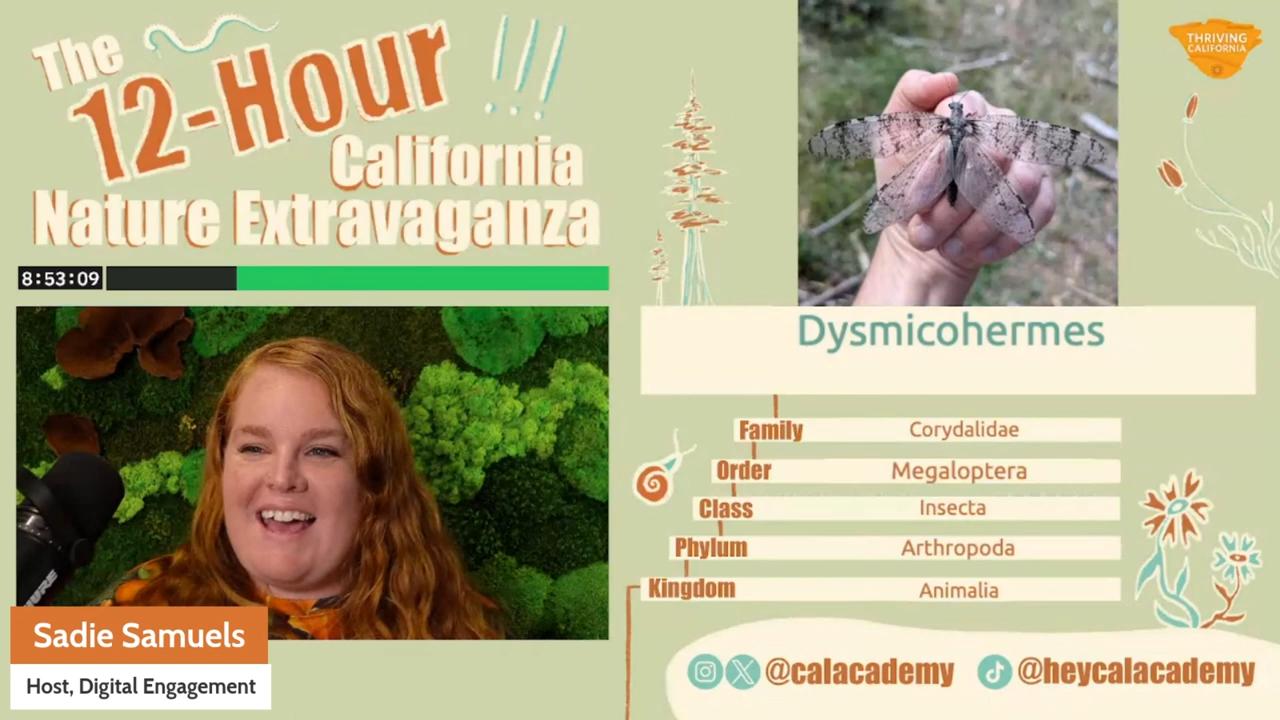 The
12-Hour !!!
California
Nature Extravaganza
8:53:09
SHURE
Sadie Samuels
Host, Digital Engagement
THRIVING
CALIFORNIA
Dysmicohermes
Family Corydalidae
Order Megaloptera
Class Insecta
Phylum Arthropoda
Kingdom Animalia
@calacademy @heycalacademy